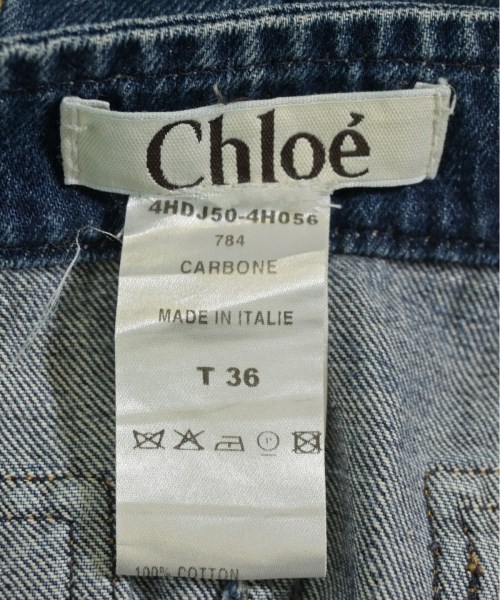 Chloé
4HDJ50-4H056
784
CARBONE
MADE IN ITALIE
T 36
P
100% COTTON